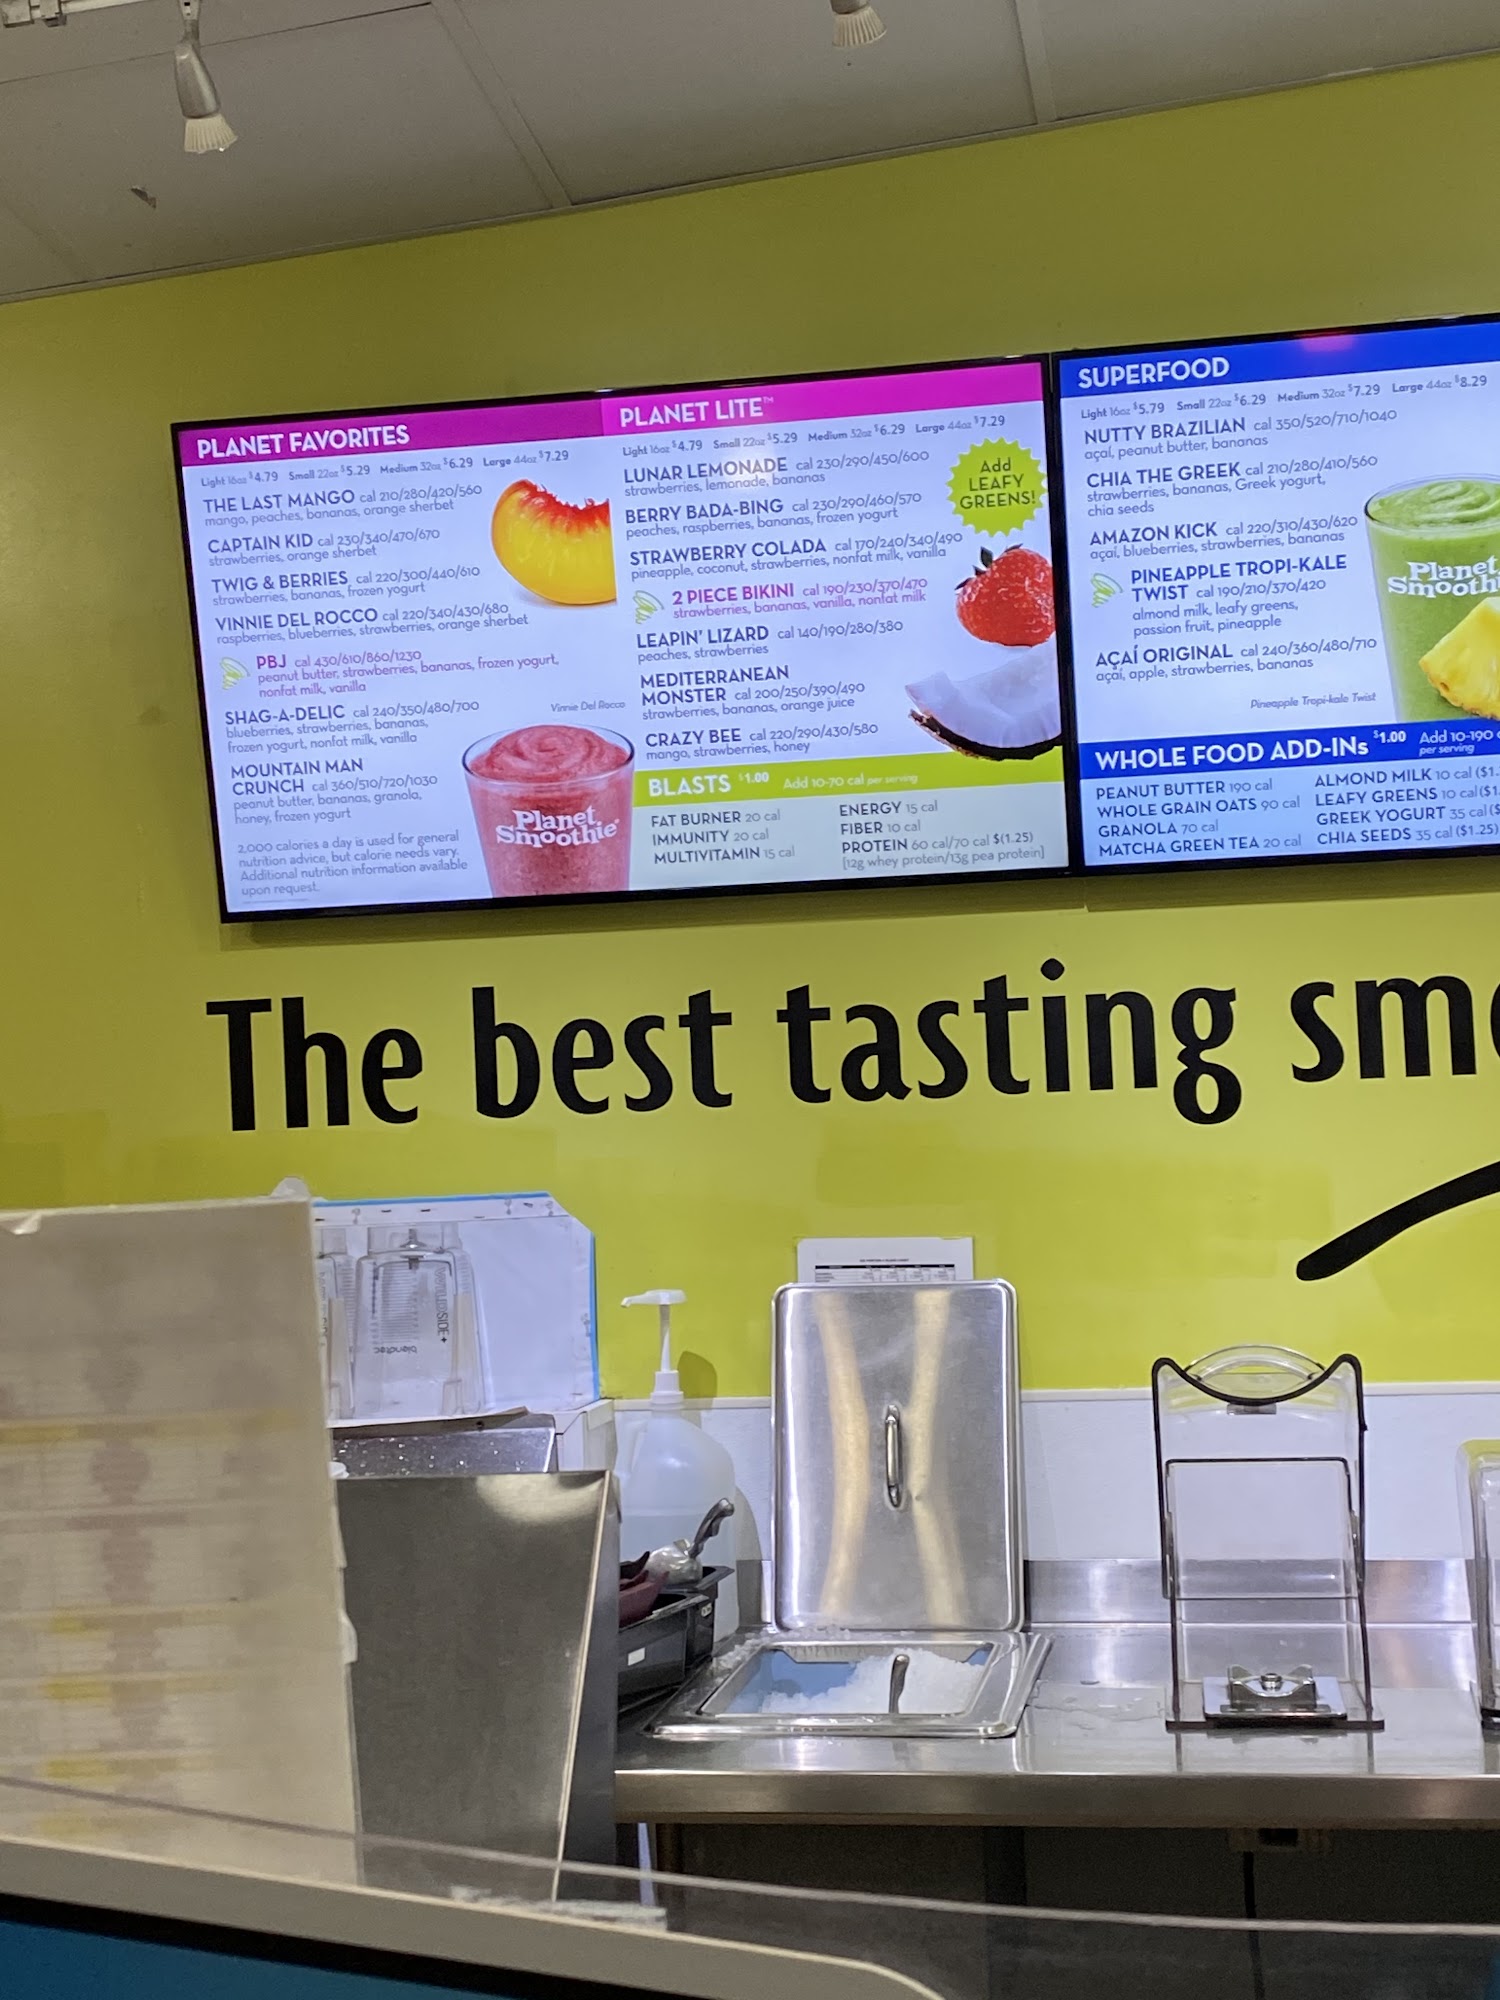 PLANET FAVORITES
Light 16oz $4.79 Small 22oz $5.29 Medium 32oz $6.29 Large 44oz $7.29
THE LAST MANGO cal 210/280/420/560
mango, peaches, bananas, orange sherbet
CAPTAIN KID cal 230/340/470/670
strawberries, orange sherbet
TWIG & BERRIES cal 220/300/440/610
strawberries, bananas, frozen yogurt
VINNIE DEL ROCCO cal 220/340/430/680
raspberries, blueberries, strawberries, orange sherbet
PBJ cal 430/610/860/1230
peanut butter, strawberries, bananas, frozen yogurt,
nonfat milk, vanilla
SHAG-A-DELIC cal 240/350/480/700
blueberries, strawberries, bananas,
frozen yogurt, nonfat milk, vanilla
MOUNTAIN MAN
CRUNCH cal 360/510/720/1030
peanut butter, bananas, granola,
honey, frozen yogurt
2,000 calories a day is used for general
nutrition advice, but calorie needs vary.
Additional nutrition information available
upon request.
Vinnie Del Rocco
Planet
Smoothie
PLANET LITE™
Light 16oz $4.79 Small 22oz $5.29 Medium 32oz $6.29 Large 44oz $7.29
LUNAR LEMONADE cal 230/290/450/600
strawberries, lemonade, bananas
BERRY BADA-BING cal 230/290/460/570
peaches, raspberries, bananas, frozen yogurt
STRAWBERRY COLADA cal 170/240/340/490
pineapple, coconut, strawberries, nonfat milk, vanilla
2 PIECE BIKINI cal 190/230/370/470
strawberries, bananas, vanilla, nonfat milk
LEAPIN' LIZARD cal 140/190/280/380
peaches, strawberries
MEDITERRANEAN
MONSTER cal 200/250/390/490
strawberries, bananas, orange juice
CRAZY BEE cal 220/290/430/580
mango, strawberries, honey
Add
LEAFY
GREENS!
BLASTS $1.00 Add 10-70 cal per serving
FAT BURNER 20 cal
IMMUNITY 20 cal
MULTIVITAMIN 15 cal
ENERGY 15 cal
FIBER 10 cal
PROTEIN 60 cal/70 cal $(1.25)
[12g whey protein/13g pea protein]
SUPERFOOD
Light 16oz $5.79 Small 22oz $6.29 Medium 32oz $7.29 Large 44oz $8.29
NUTTY BRAZILIAN cal 350/520/710/1040
açaí, peanut butter, bananas
CHIA THE GREEK cal 210/280/410/560
strawberries, bananas, Greek yogurt,
chia seeds
AMAZON KICK cal 220/310/430/620
açaí, blueberries, strawberries, bananas
PINEAPPLE TROPI-KALE
TWIST cal 190/210/370/420
almond milk, leafy greens,
passion fruit, pineapple
AÇAÍ ORIGINAL cal 240/360/480/710
açaí, apple, strawberries, bananas
Pineapple Tropi-kale Twist
Planet
Smooth
WHOLE FOOD ADD-INs $1.00 Add 10-190
per serving
PEANUT BUTTER 190 cal
WHOLE GRAIN OATS 90 cal
GRANOLA 70 cal
MATCHA GREEN TEA 20 cal
ALMOND MILK 10 cal ($1.
LEAFY GREENS 10 cal ($1.
GREEK YOGURT 35 cal ($
CHIA SEEDS 35 cal ($1.25)
The best tasting smo
WILDSIDE+
blendtec